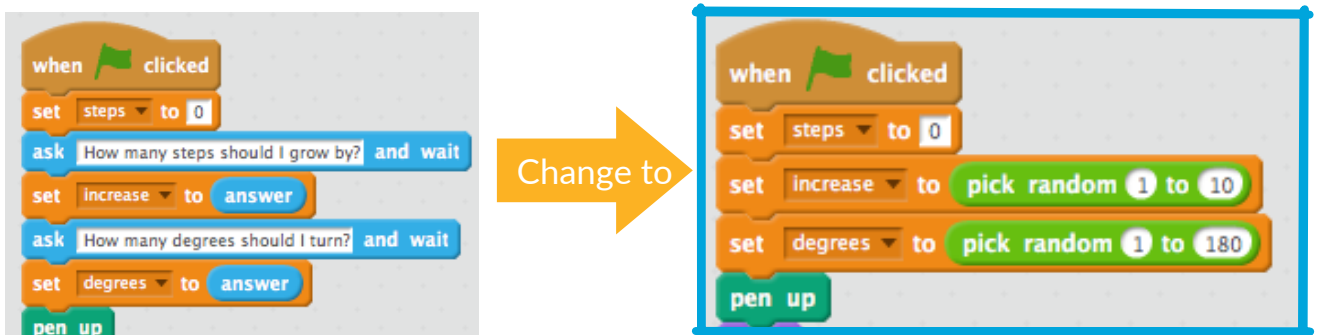 when clicked
set steps to 0
ask How many steps should I grow by? and wait
set increase to answer
ask How many degrees should I turn? and wait
set degrees to answer
pen up
Change to
when clicked
set steps to 0
set increase to pick random 1 to 10
set degrees to pick random 1 to 180
pen up